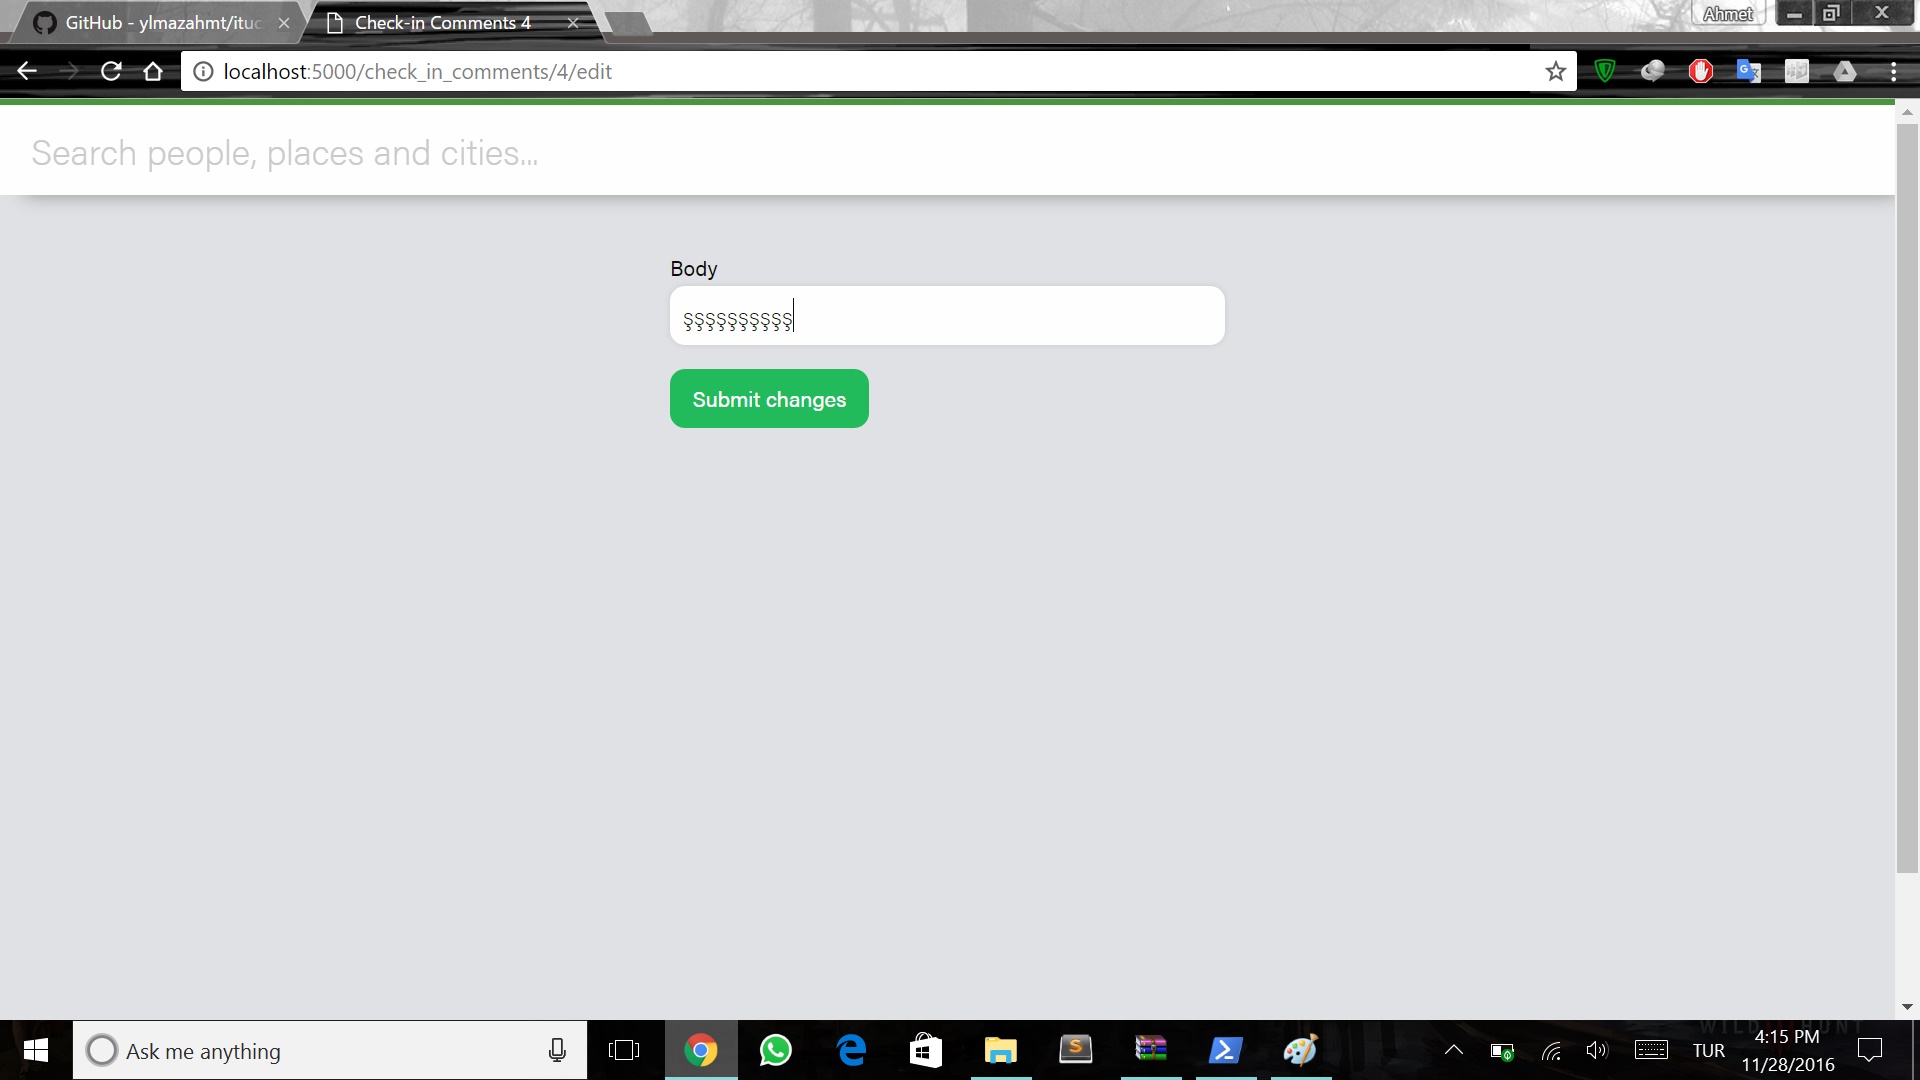 GitHub - ylmazahmt/ituc
Check-in Comments 4
Ahmet
localhost:5000/check_in_comments/4/edit
Search people, places and cities...
Body
şşşşşşşşşş
Submit changes
Ask me anything
TUR
4:15 PM
11/28/2016